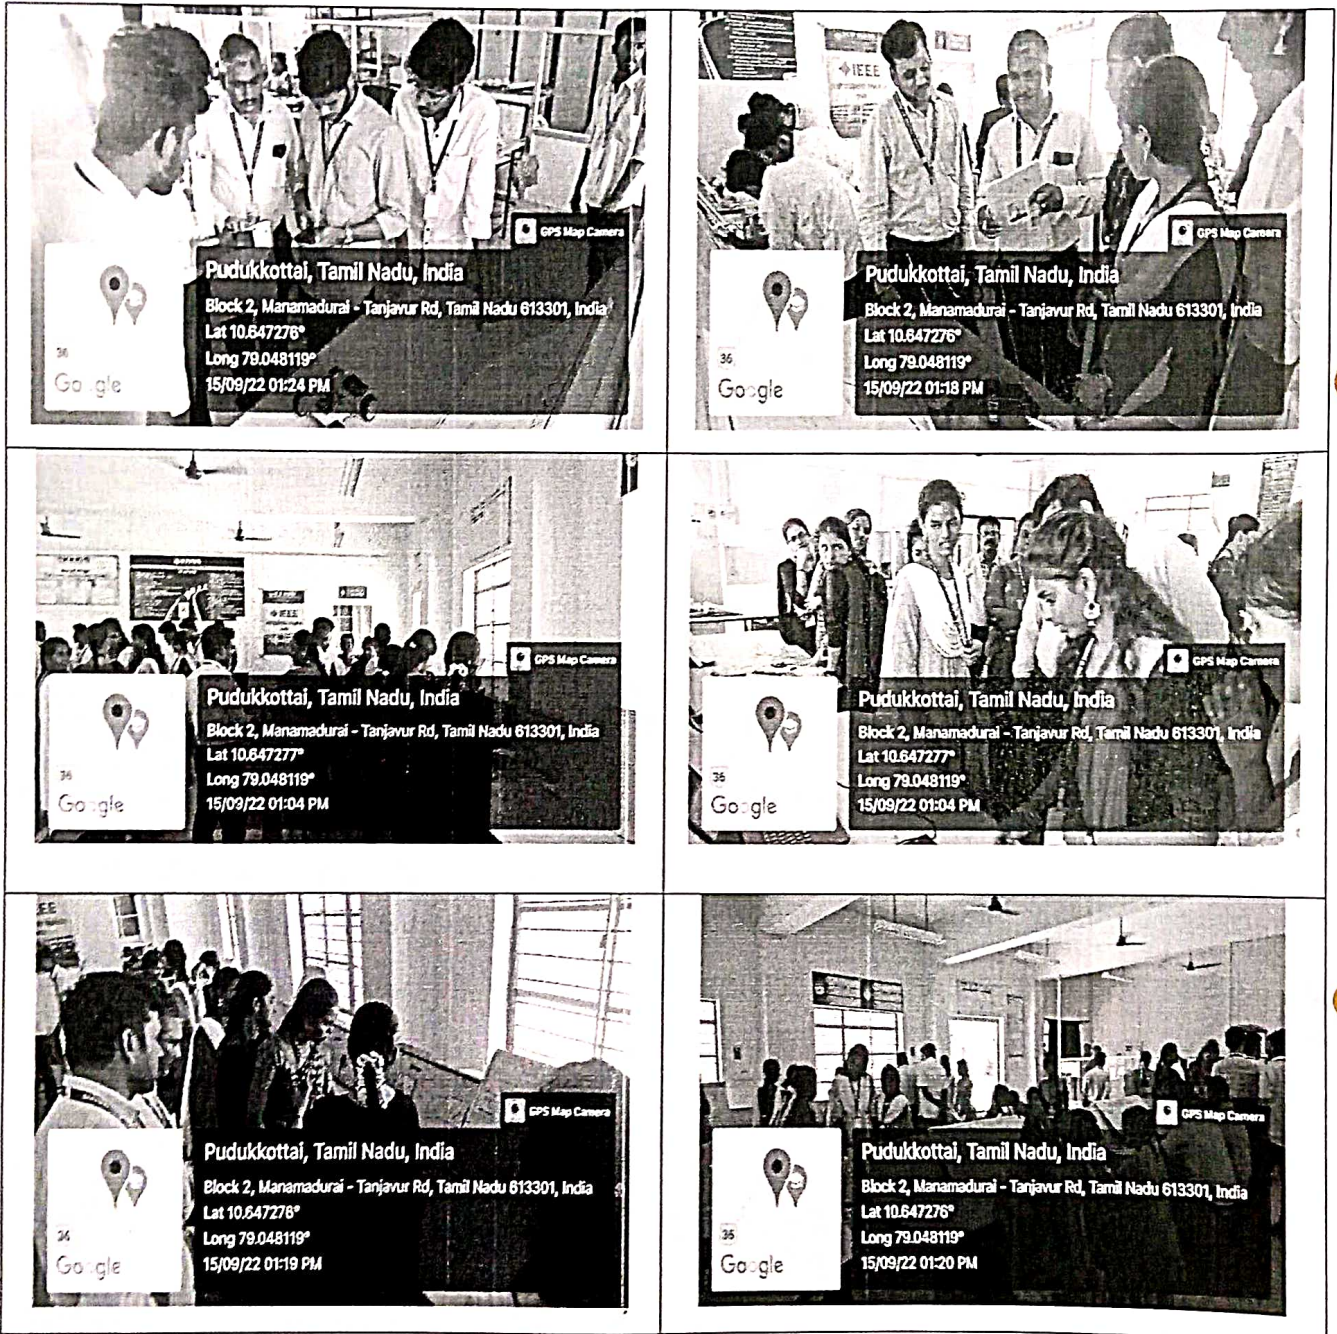 GPS Map Camera
Pudukkottai, Tamil Nadu, India
Block 2, Manamadurai - Tanjavur Rd, Tamil Nadu 613301, India
Lat 10.647276°
Long 79.048119°
15/09/22 01:24 PM
36
Google
IEEE
GPS Map Camera
Pudukkottai, Tamil Nadu, India
Block 2, Manamadurai - Tanjavur Rd, Tamil Nadu 613301, India
Lat 10.647276°
Long 79.048119°
15/09/22 01:18 PM
36
Google
IEEE
GPS Map Camera
Pudukkottai, Tamil Nadu, India
Block 2, Manamadurai - Tanjavur Rd, Tamil Nadu 613301, India
Lat 10.647277°
Long 79.048119°
15/09/22 01:04 PM
36
Google
GPS Map Camera
Pudukkottai, Tamil Nadu, India
Block 2, Manamadurai - Tanjavur Rd, Tamil Nadu 613301, India
Lat 10.647277°
Long 79.048119°
15/09/22 01:04 PM
36
Google
EE
GPS Map Camera
Pudukkottai, Tamil Nadu, India
Block 2, Manamadurai - Tanjavur Rd, Tamil Nadu 613301, India
Lat 10.647276°
Long 79.048119°
15/09/22 01:19 PM
36
Google
GPS Map Camera
Pudukkottai, Tamil Nadu, India
Block 2, Manamadurai - Tanjavur Rd, Tamil Nadu 613301, India
Lat 10.647276°
Long 79.048119°
15/09/22 01:20 PM
36
Google